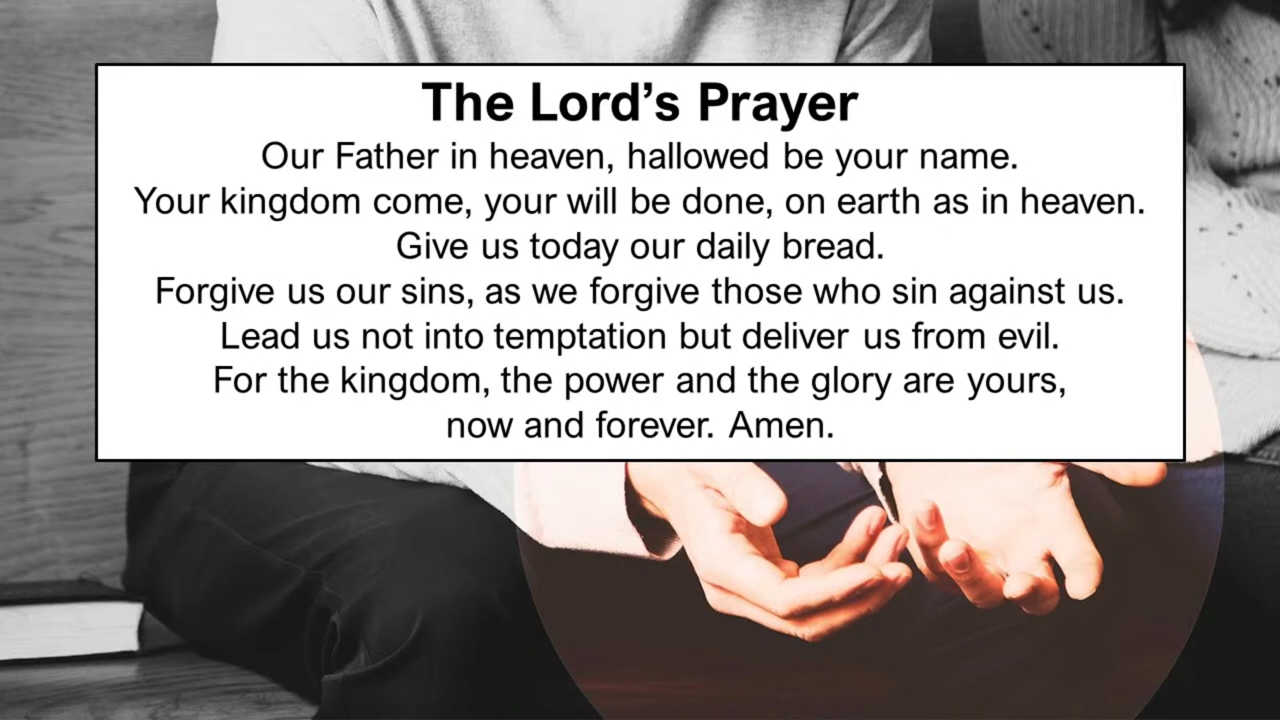 The Lord’s Prayer
Our Father in heaven, hallowed be your name.
Your kingdom come, your will be done, on earth as in heaven.
Give us today our daily bread.
Forgive us our sins, as we forgive those who sin against us.
Lead us not into temptation but deliver us from evil.
For the kingdom, the power and the glory are yours,
now and forever. Amen.